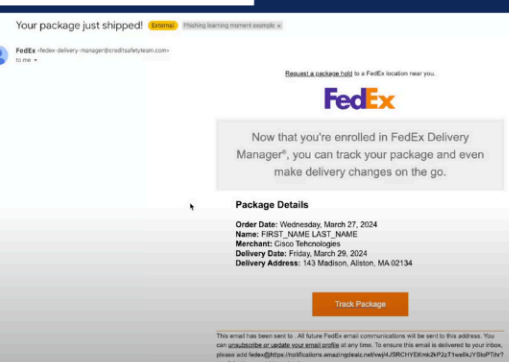 Your package just shipped! External Phishing learning moment example ×
FedEx <fedex-delivery-manager@creditsafetyteam.com>
to me
Request a package hold to a FedEx location near you.
FedEx
Now that you're enrolled in FedEx Delivery
Manager®, you can track your package and even
make delivery changes on the go.
Package Details
Order Date: Wednesday, March 27, 2024
Name: FIRST_NAME LAST_NAME
Merchant: Cisco Tehcnologies
Delivery Date: Friday, March 29, 2024
Delivery Address: 143 Madison, Allston, MA 02134
Track Package
This email has been sent to . All future FedEx email communications will be sent to this address. You
can unsubscribe or update your email profile at any time. To ensure this email is delivered to your inbox,
please add